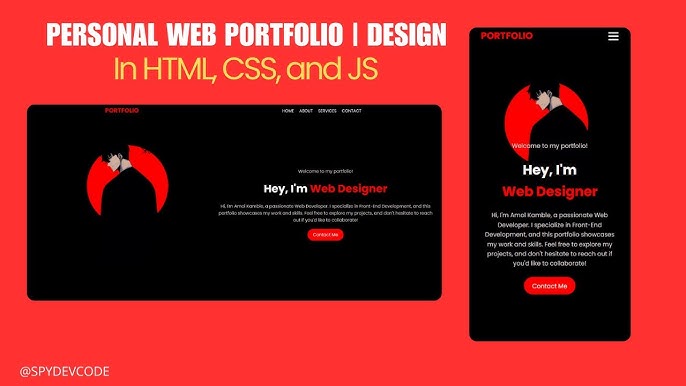 PERSONAL WEB PORTFOLIO | DESIGN
In HTML, CSS, and JS
PORTFOLIO
HOME ABOUT SERVICES CONTACT
Welcome to my portfolio!
Hey, I'm Web Designer
Hi, I'm Amol Kamble, a passionate Web Developer. I specialize in Front-End Development, and this
portfolio showcases my work and skills. Feel free to explore my projects, and don't hesitate to reach
out if you'd like to collaborate!
Contact Me
PORTFOLIO
Welcome to my portfolio!
Hey, I'm
Web Designer
Hi, I'm Amol Kamble, a passionate Web
Developer. I specialize in Front-End
Development, and this portfolio showcases
my work and skills. Feel free to explore my
projects, and don't hesitate to reach out if
you'd like to collaborate!
Contact Me
@SPYDEVCODE